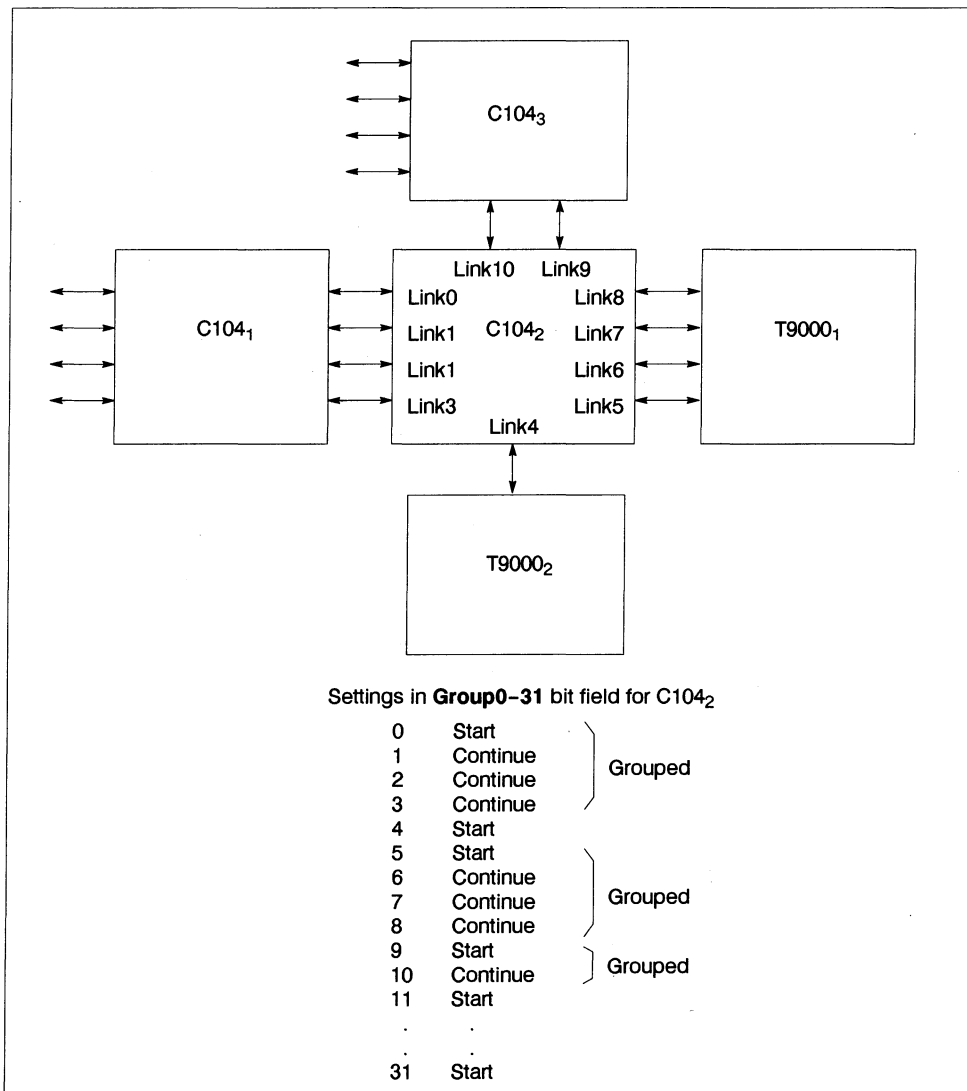 C104₃
Link10 Link9
Link0 Link8
C104₁ Link1 C104₂ Link7 T9000₁
Link1 Link6
Link3 Link5
Link4
T9000₂
Settings in Group0–31 bit field for C104₂
0 Start
1 Continue Grouped
2 Continue
3 Continue
4 Start
5 Start
6 Continue
7 Continue Grouped
8 Continue
9 Start Grouped
10 Continue
11 Start
. .
. .
31 Start